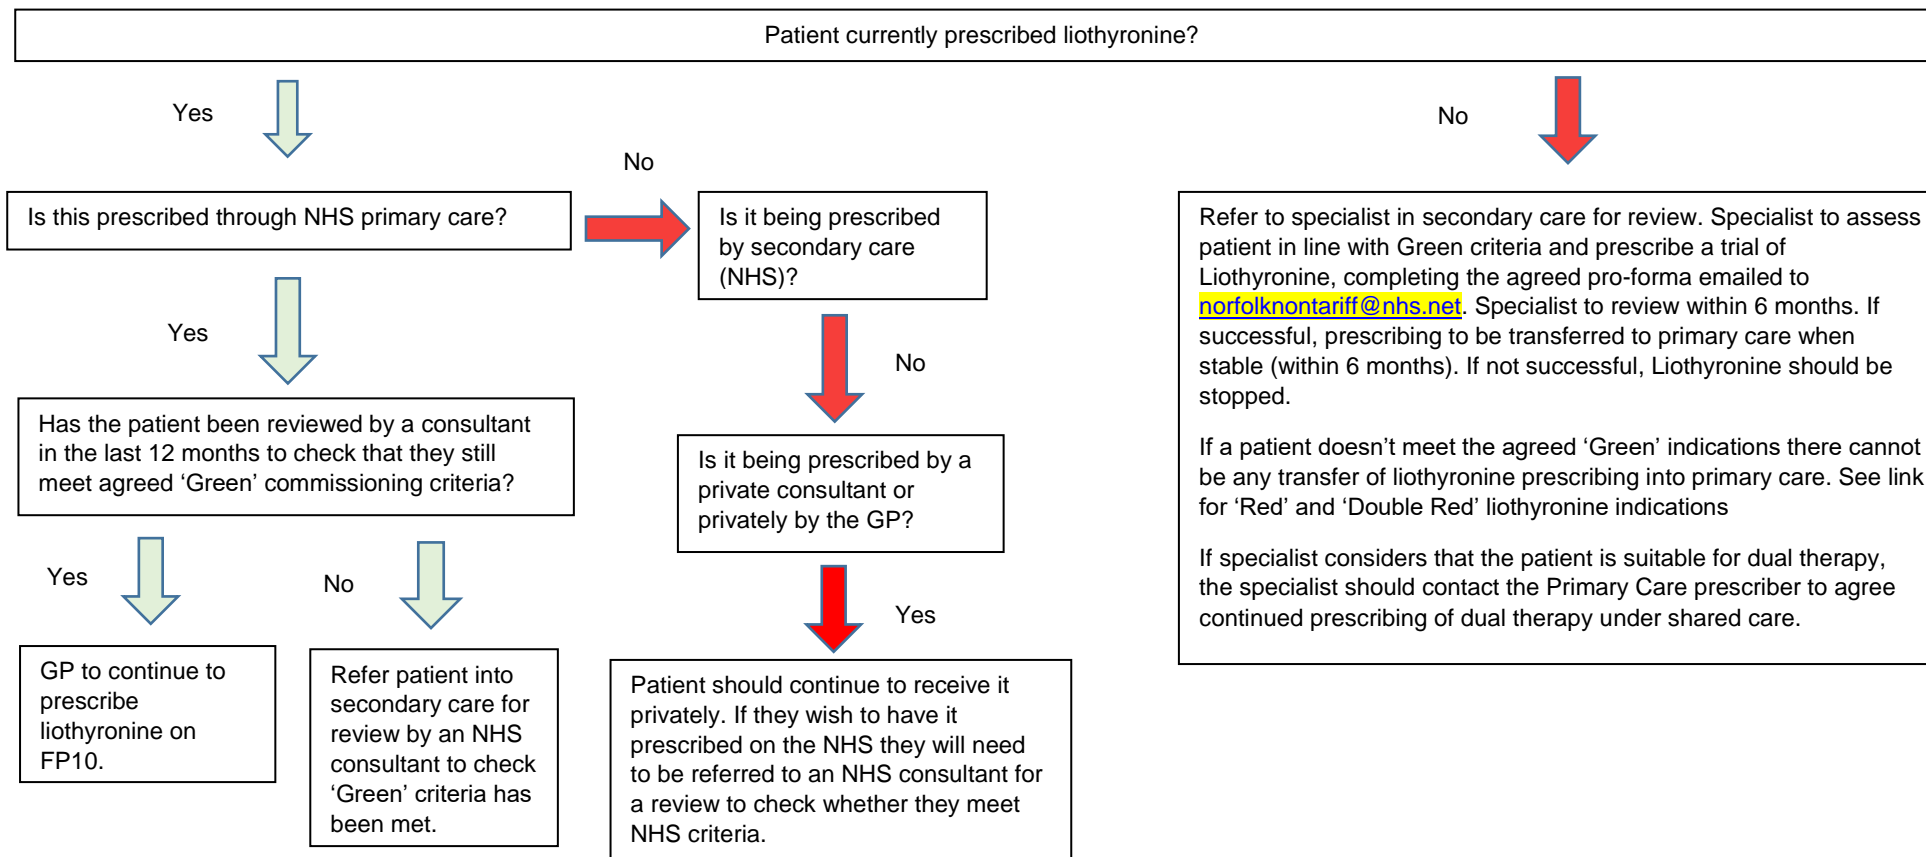 Patient currently prescribed liothyronine?
Yes
No
No
Is this prescribed through NHS primary care?
Is it being prescribed
by secondary care
(NHS)?
Refer to specialist in secondary care for review. Specialist to assess
patient in line with Green criteria and prescribe a trial of
Liothyronine, completing the agreed pro-forma emailed to
norfolknontariff@nhs.net. Specialist to review within 6 months. If
successful, prescribing to be transferred to primary care when
stable (within 6 months). If not successful, Liothyronine should be
stopped.
If a patient doesn’t meet the agreed ‘Green’ indications there cannot
be any transfer of liothyronine prescribing into primary care. See link
for ‘Red’ and ‘Double Red’ liothyronine indications
If specialist considers that the patient is suitable for dual therapy,
the specialist should contact the Primary Care prescriber to agree
continued prescribing of dual therapy under shared care.
Yes
No
Has the patient been reviewed by a consultant
in the last 12 months to check that they still
meet agreed ‘Green’ commissioning criteria?
Is it being prescribed by a
private consultant or
privately by the GP?
Yes
No
Yes
GP to continue to
prescribe
liothyronine on
FP10.
Refer patient into
secondary care for
review by an NHS
consultant to check
‘Green’ criteria has
been met.
Patient should continue to receive it
privately. If they wish to have it
prescribed on the NHS they will need
to be referred to an NHS consultant for
a review to check whether they meet
NHS criteria.